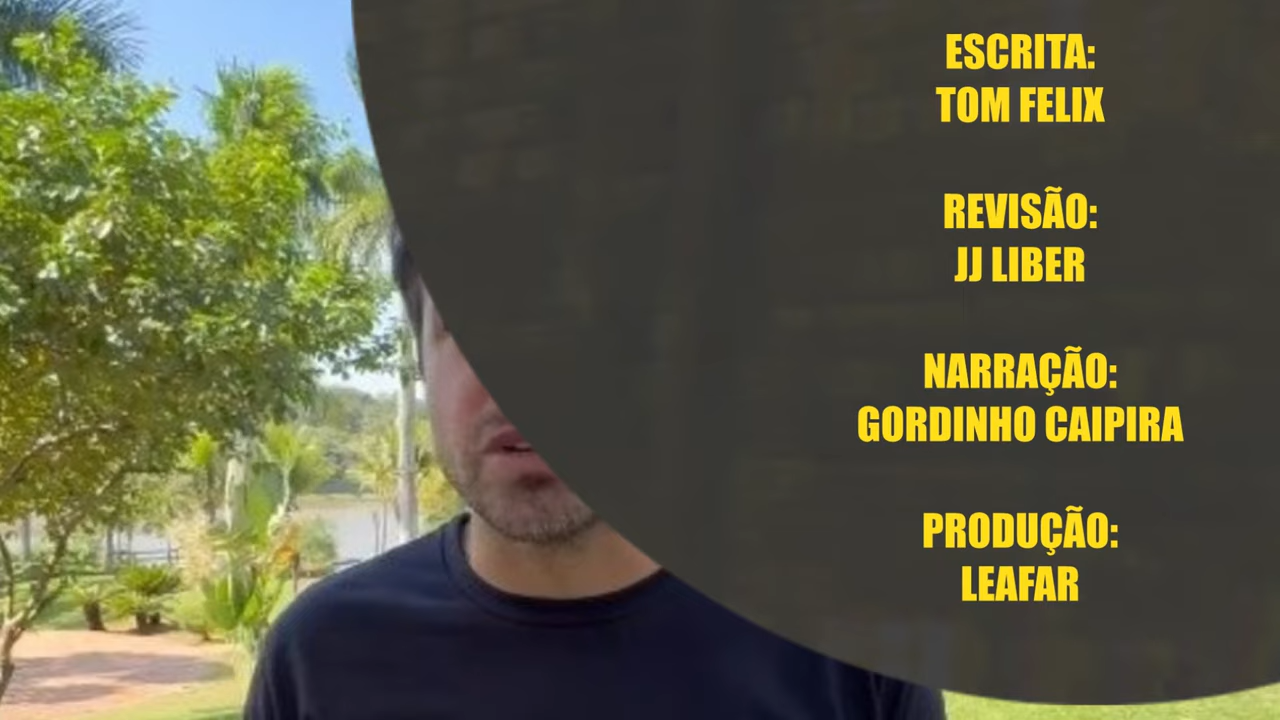 ESCRITA:
TOM FELIX
REVISÃO:
JJ LIBER
NARRAÇÃO:
GORDINHO CAIPIRA
PRODUÇÃO:
LEAFAR